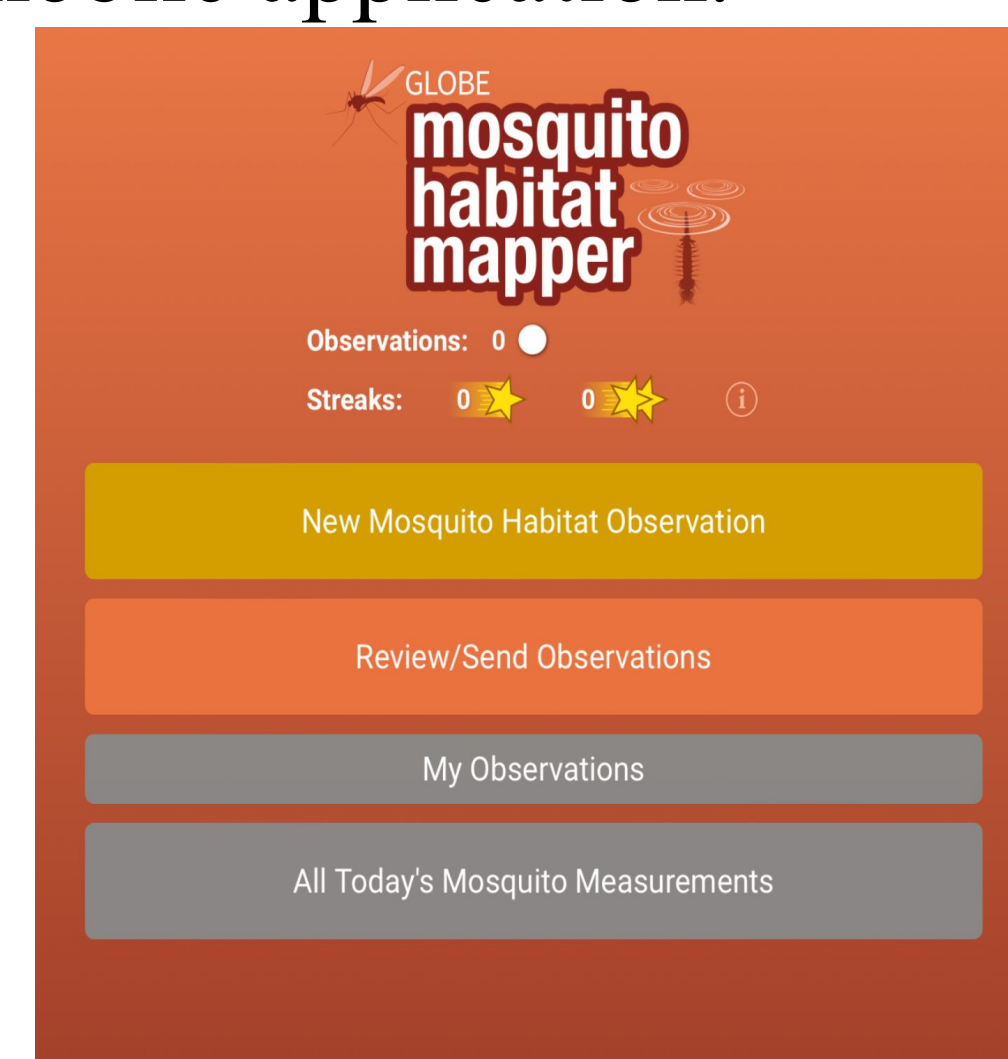 application.
GLOBE
mosquito
habitat
mapper
Observations: 0
Streaks: 0 0 i
New Mosquito Habitat Observation
Review/Send Observations
My Observations
All Today's Mosquito Measurements